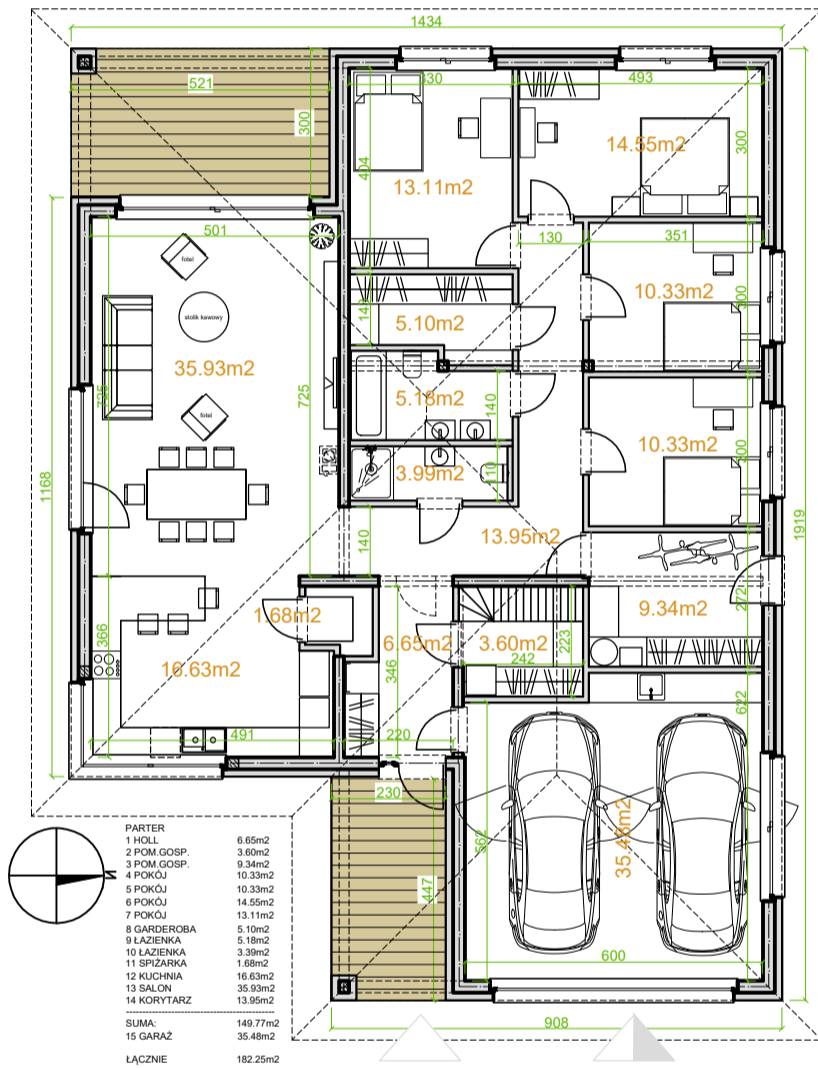 1434
521
300
330
493
404
13.11m2
14.55m2
300
501
130
351
fotel
stolik kawowy
35.93m2
725
725
fotel
142
5.10m2
10.33m2
300
5.18m2
140
10.33m2
300
3.99m2
110
1168
1919
140
13.95m2
1.68m2
6.65m2
3.60m2
223
242
9.34m2
272
366
16.63m2
346
491
220
622
230
447
562
35.48m2
600
908
N
PARTER
1 HOLL 6.65m2
2 POM.GOSP. 3.60m2
3 POM.GOSP. 9.34m2
4 POKÓJ 10.33m2
5 POKÓJ 10.33m2
6 POKÓJ 14.55m2
7 POKÓJ 13.11m2
8 GARDEROBA 5.10m2
9 ŁAZIENKA 5.18m2
10 ŁAZIENKA 3.39m2
11 SPIŻARKA 1.68m2
12 KUCHNIA 16.63m2
13 SALON 35.93m2
14 KORYTARZ 13.95m2
SUMA: 149.77m2
15 GARAŻ 35.48m2
ŁĄCZNIE 182.25m2